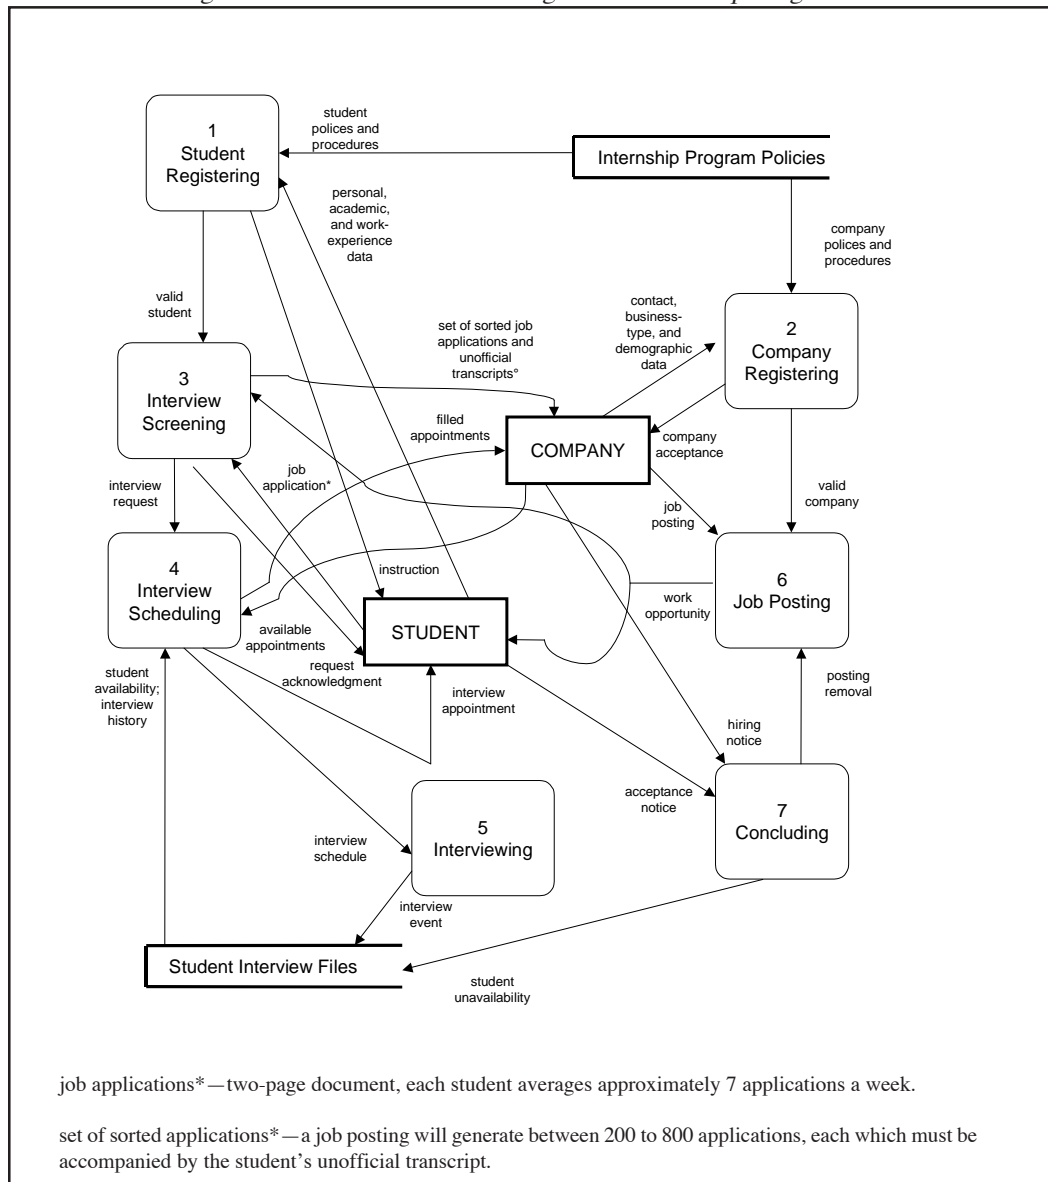 student
polices and
procedures
1
Student
Registering
Internship Program Policies
personal,
academic,
and work-
experience
data
company
polices and
procedures
valid
student
contact,
business-
type, and
demographic
data
2
Company
Registering
set of sorted job
applications and
unofficial
transcripts°
3
Interview
Screening
filled
appointments
COMPANY
company
acceptance
job
application*
interview
request
valid
company
job
posting
4
Interview
Scheduling
instruction
6
Job Posting
work
opportunity
STUDENT
available
appointments
request
acknowledgment
student
availability;
interview
history
interview
appointment
posting
removal
hiring
notice
acceptance
notice
7
Concluding
5
Interviewing
interview
schedule
interview
event
Student Interview Files
student
unavailability
job applications*—two-page document, each student averages approximately 7 applications a week.
set of sorted applications*—a job posting will generate between 200 to 800 applications, each which must be
accompanied by the student's unofficial transcript.